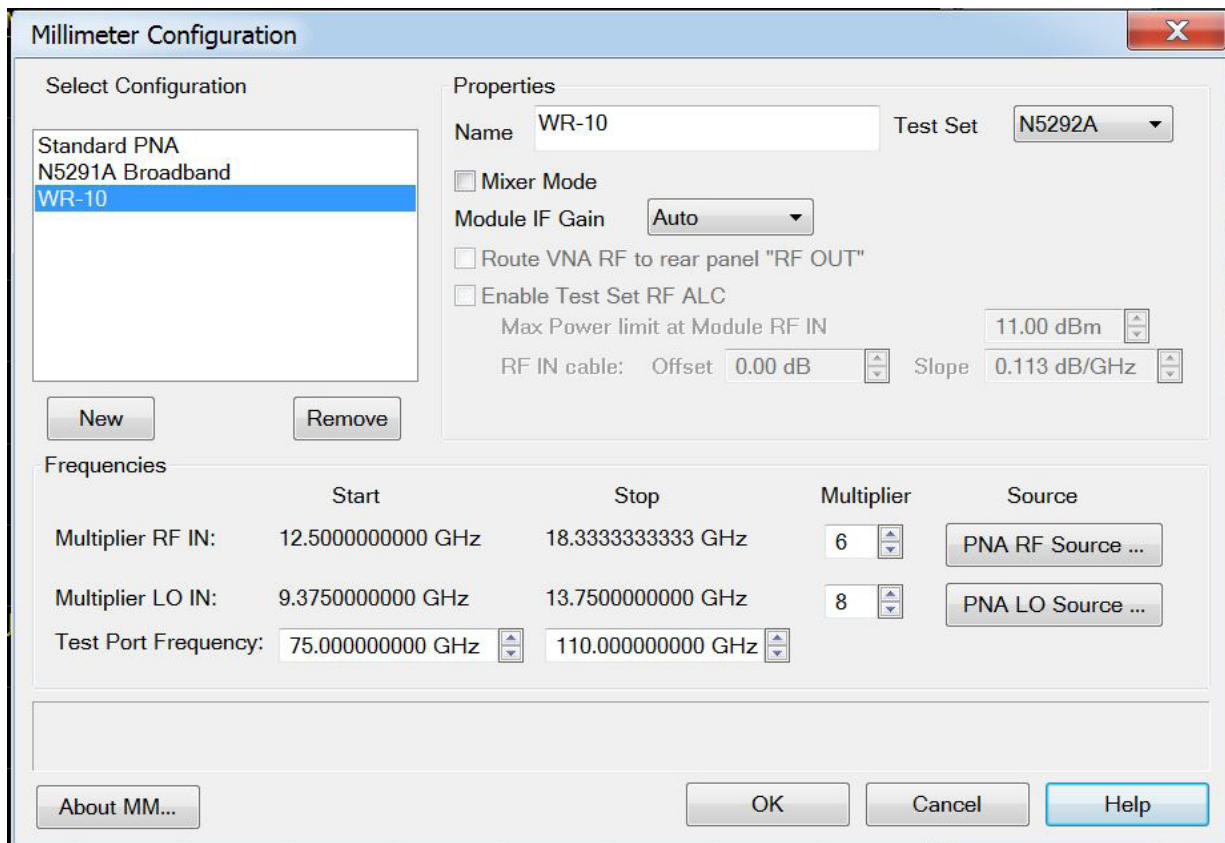 Millimeter Configuration
X
Select Configuration
Standard PNA
N5291A Broadband
WR-10
New
Remove
Properties
Name
WR-10
Test Set
N5292A
Mixer Mode
Module IF Gain
Auto
Route VNA RF to rear panel "RF OUT"
Enable Test Set RF ALC
Max Power limit at Module RF IN
11.00 dBm
RF IN cable: Offset 0.00 dB Slope 0.113 dB/GHz
Frequencies
Start Stop Multiplier Source
Multiplier RF IN: 12.5000000000 GHz 18.3333333333 GHz 6 PNA RF Source ...
Multiplier LO IN: 9.3750000000 GHz 13.7500000000 GHz 8 PNA LO Source ...
Test Port Frequency: 75.000000000 GHz 110.000000000 GHz
About MM...
OK
Cancel
Help